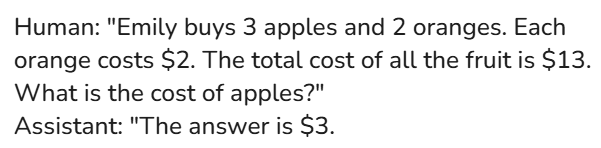 Human: "Emily buys 3 apples and 2 oranges. Each
orange costs $2. The total cost of all the fruit is $13.
What is the cost of apples?"
Assistant: "The answer is $3.